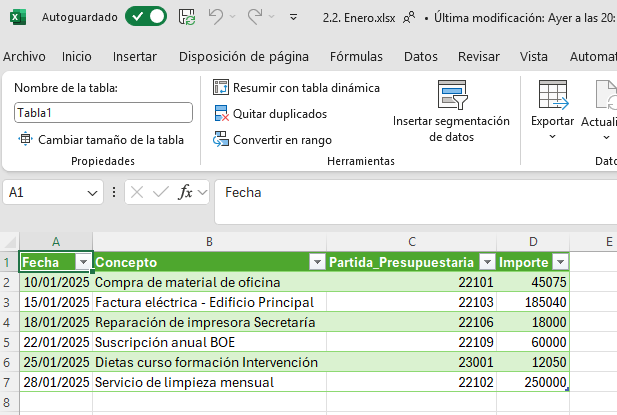 Autoguardado 2.2. Enero.xlsx • Última modificación: Ayer a las 20:
Archivo Inicio Insertar Disposición de página Fórmulas Datos Revisar Vista Automat
Nombre de la tabla:
Tabla1
Cambiar tamaño de la tabla
Propiedades
Resumir con tabla dinámica
Quitar duplicados
Convertir en rango
Insertar segmentación
de datos
Herramientas
Exportar Actuali
Dato
A1 fx Fecha
A B C D E
1 Fecha Concepto Partida_Presupuestaria Importe
2 10/01/2025 Compra de material de oficina 22101 45075
3 15/01/2025 Factura eléctrica - Edificio Principal 22103 185040
4 18/01/2025 Reparación de impresora Secretaría 22106 18000
5 22/01/2025 Suscripción anual BOE 22109 60000
6 25/01/2025 Dietas curso formación Intervención 23001 12050
7 28/01/2025 Servicio de limpieza mensual 22102 250000
8